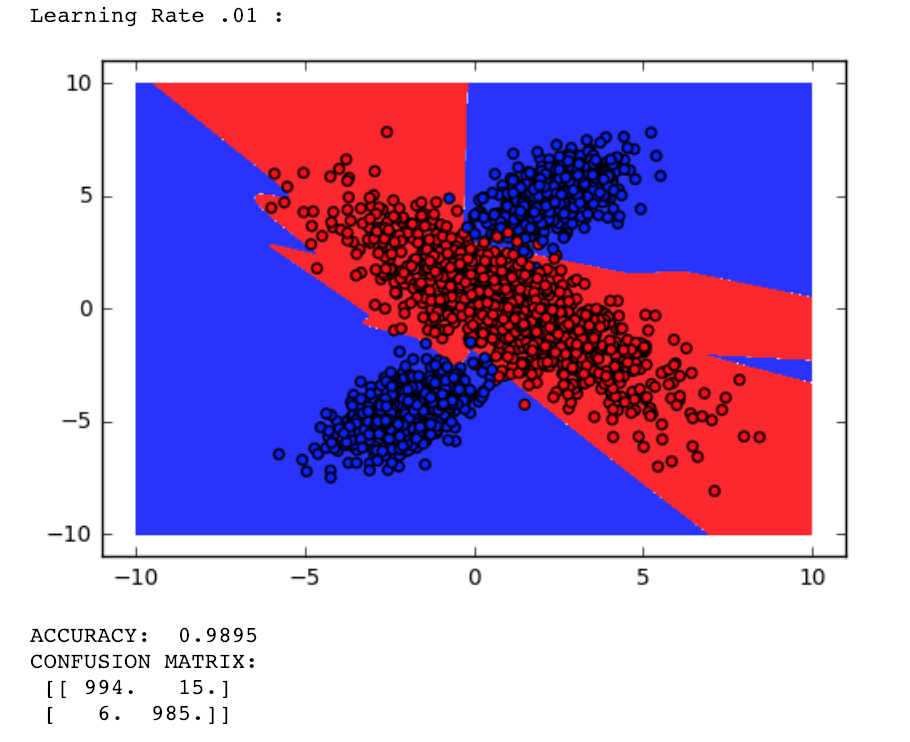 Learning Rate .01 :
10
5
0
−5
−10
−10 −5 0 5 10
ACCURACY:  0.9895
CONFUSION MATRIX:
[[ 994.   15.]
[   6.  985.]]